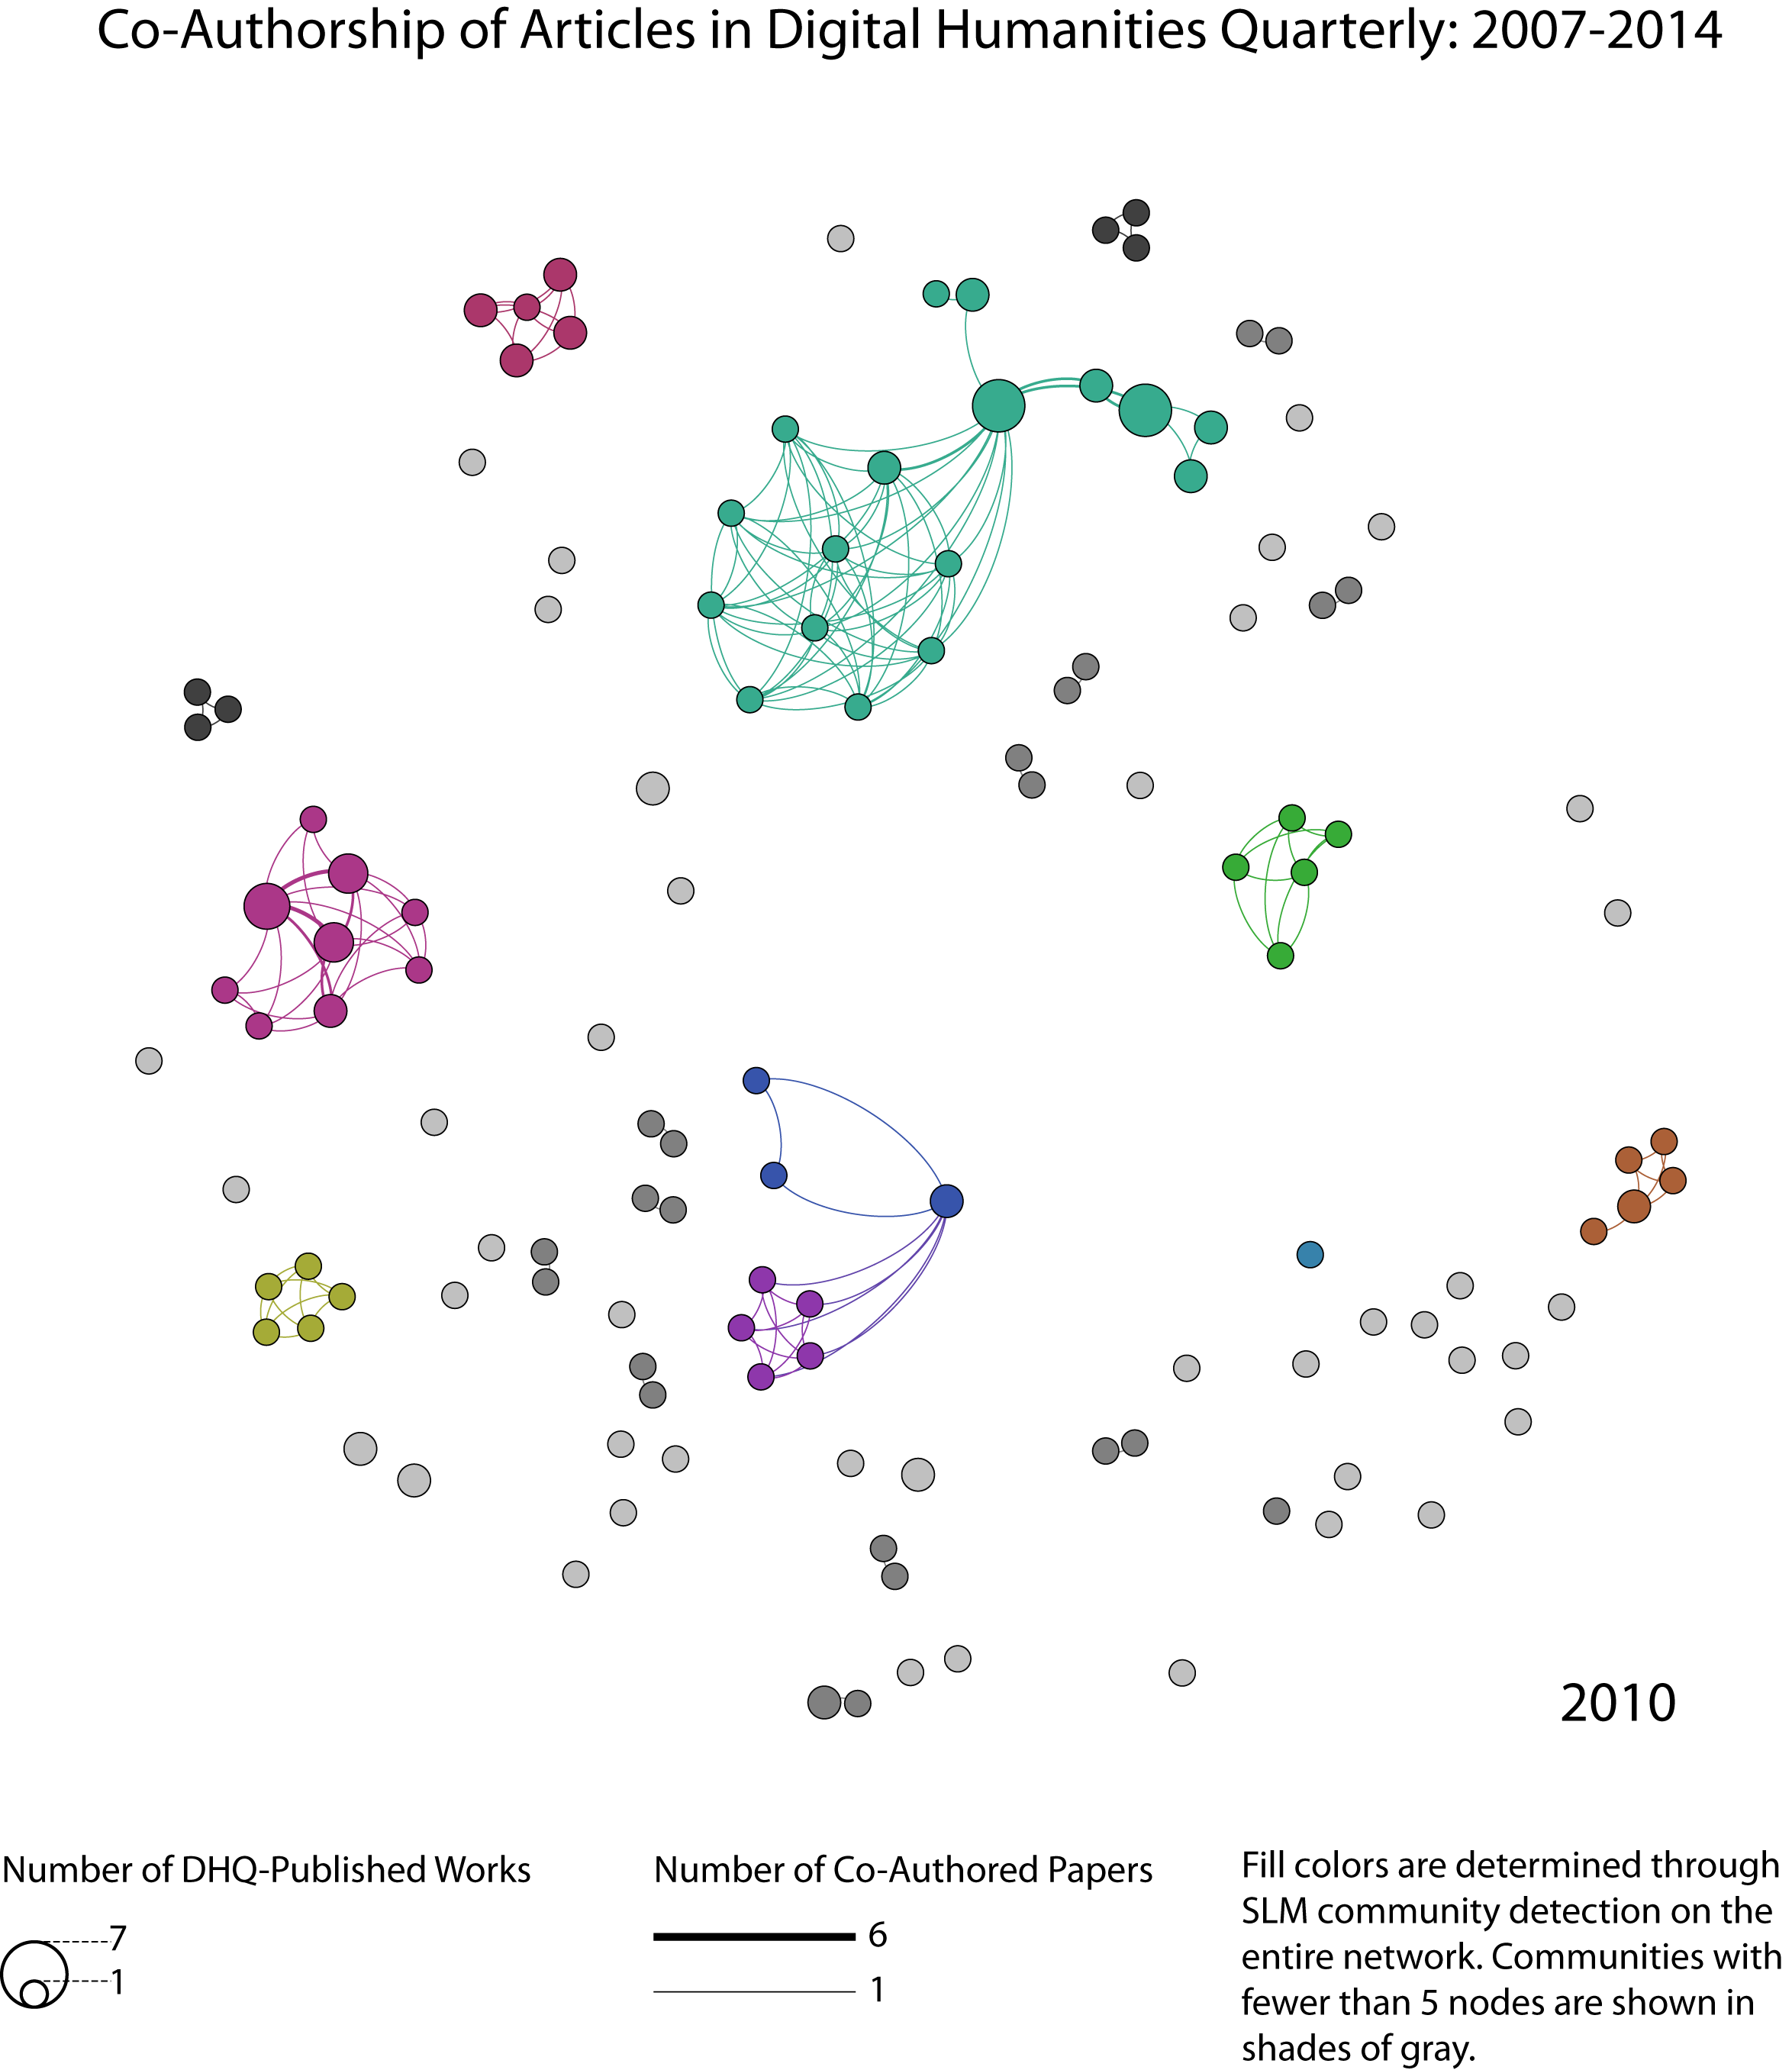 Co-Authorship of Articles in Digital Humanities Quarterly: 2007-2014
2010
Number of DHQ-Published Works
7
1
Number of Co-Authored Papers
6
1
Fill colors are determined through
SLM community detection on the
entire network. Communities with
fewer than 5 nodes are shown in
shades of gray.